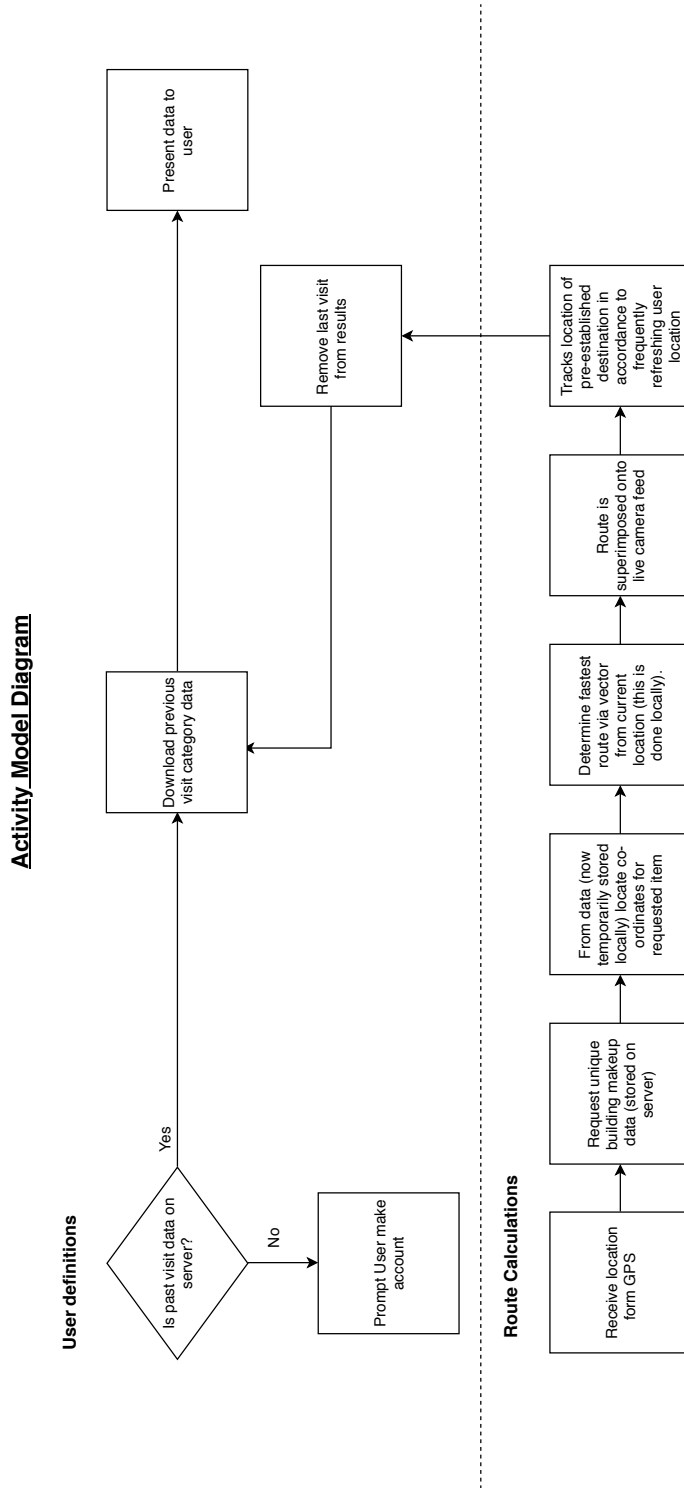 Activity Model Diagram
User definitions
Is past visit data on
server?
Yes
No
Prompt User make
account
Download previous
visit category data
Present data to
user
Remove last visit
from results
Route Calculations
Receive location
form GPS
Request unique
building makeup
data (stored on
server)
From data (now
temporarily stored
locally) locate co-
ordinates for
requested item
Determine fastest
route via vector
from current
location (this is
done locally).
Route is
superimposed onto
live camera feed
Tracks location of
pre-established
destination in
accordance to
frequently
refreshing user
location